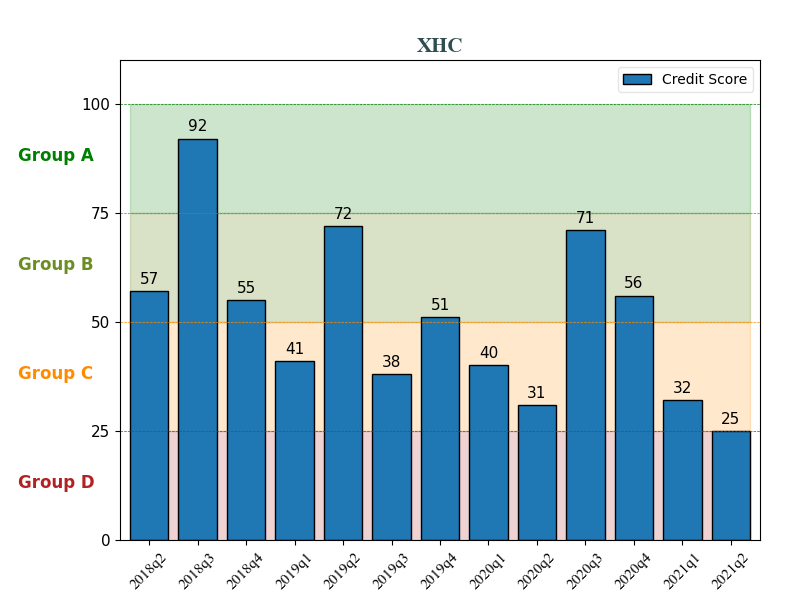 XHC
Credit Score
100
75
50
25
0
Group A
Group B
Group C
Group D
57
92
55
41
72
38
51
40
31
71
56
32
25
2018q2
2018q3
2018q4
2019q1
2019q2
2019q3
2019q4
2020q1
2020q2
2020q3
2020q4
2021q1
2021q2